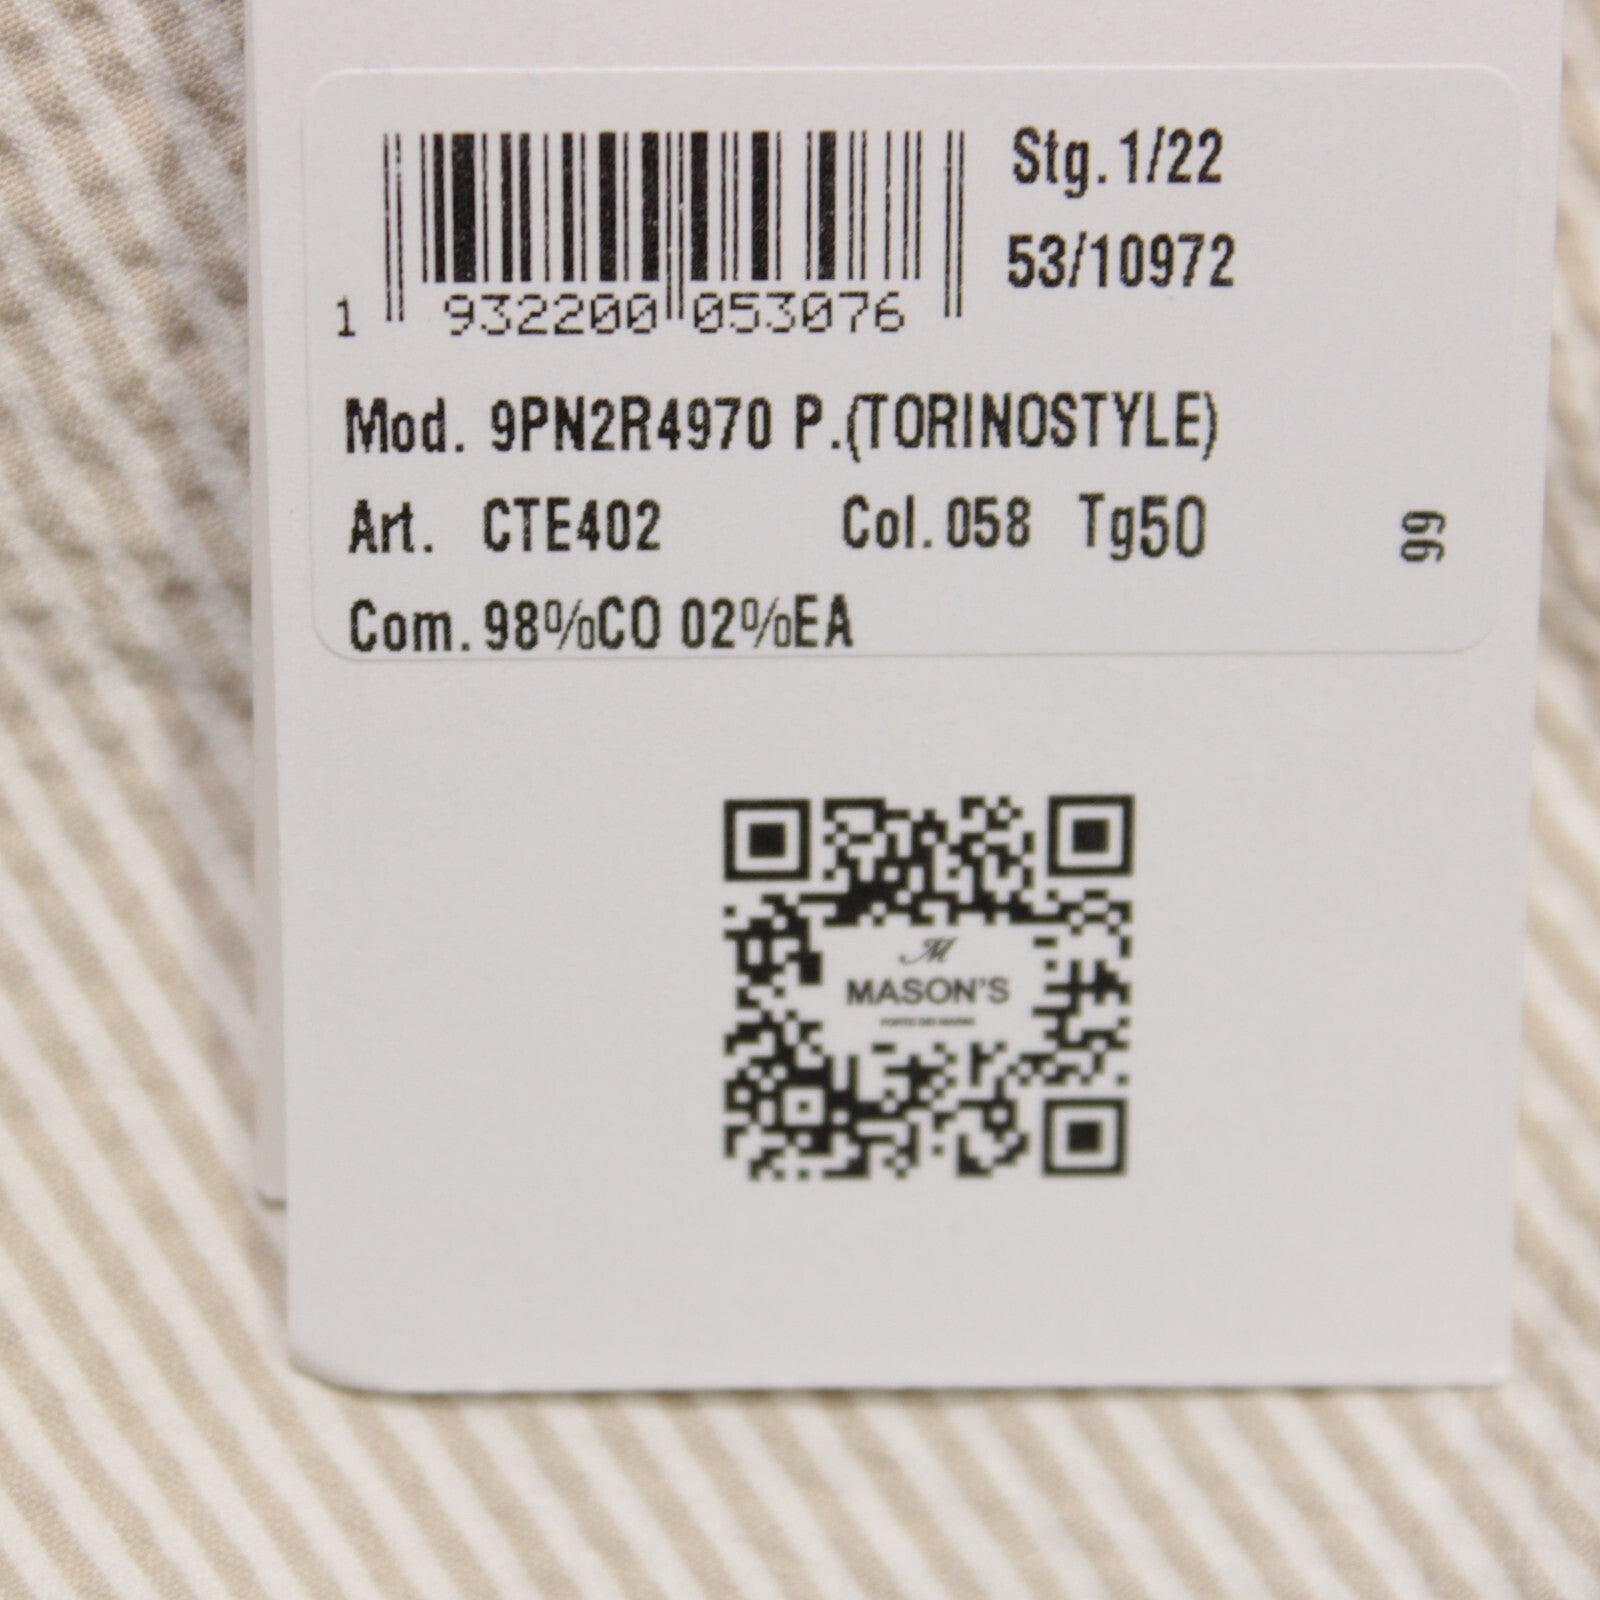 Stg.1/22
53/10972
1 932200 053076
Mod. 9PN2R4970 P.(TORINOSTYLE)
Art. CTE402 Col.058 Tg50
99
Com.98%CO 02%EA
M
MASON'S